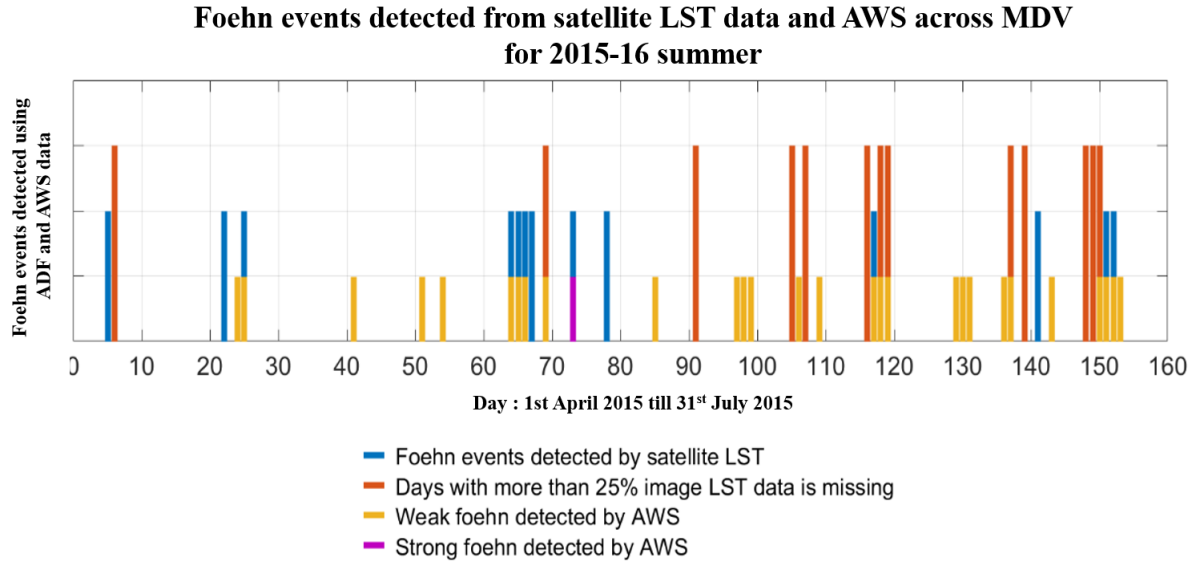 Foehn events detected from satellite LST data and AWS across MDV
for 2015-16 summer
Foehn events detected using
ADF and AWS data
0 10 20 30 40 50 60 70 80 90 100 110 120 130 140 150 160
Day : 1st April 2015 till 31st July 2015
Foehn events detected by satellite LST
Days with more than 25% image LST data is missing
Weak foehn detected by AWS
Strong foehn detected by AWS